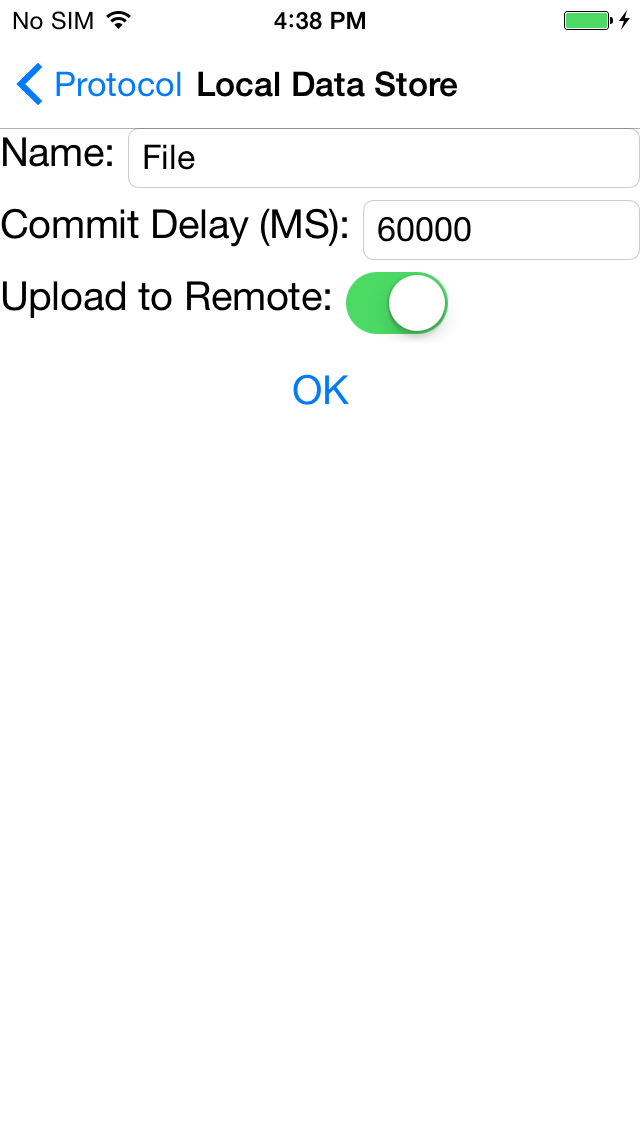 No SIM 4:38 PM
Protocol Local Data Store
Name: File
Commit Delay (MS): 60000
Upload to Remote:
OK